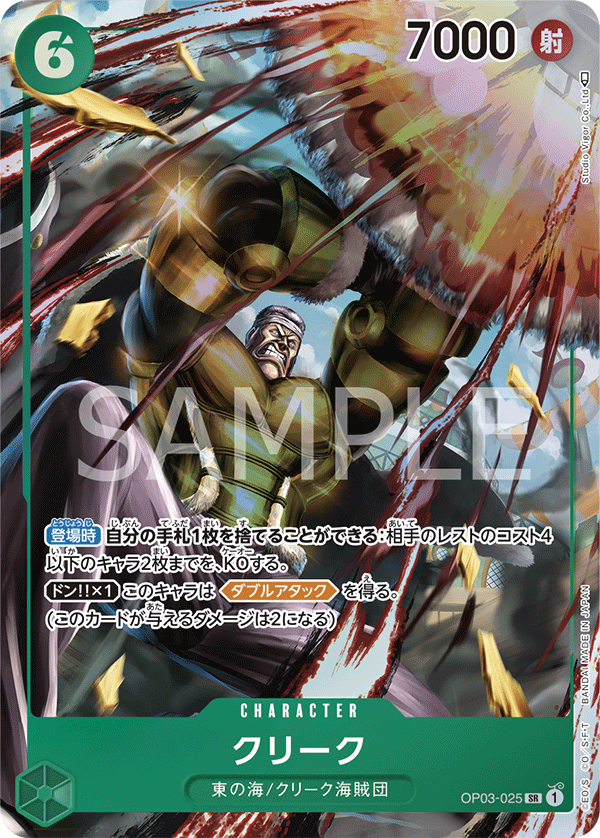 6
7000
射
Studio Vigor Co.,Ltd.
SAMPLE
登場時 自分の手札1枚を捨てることができる:相手のレストのコスト4
以下のキャラ2枚までを、KOする。
ドン!!×1 このキャラは ダブルアタック を得る。
(このカードが与えるダメージは2になる)
CHARACTER
クリーク
東の海/クリーク海賊団
OP03-025 SR 1
©E.O/S. ©O/S・F・T BANDAI MADE IN JAPAN